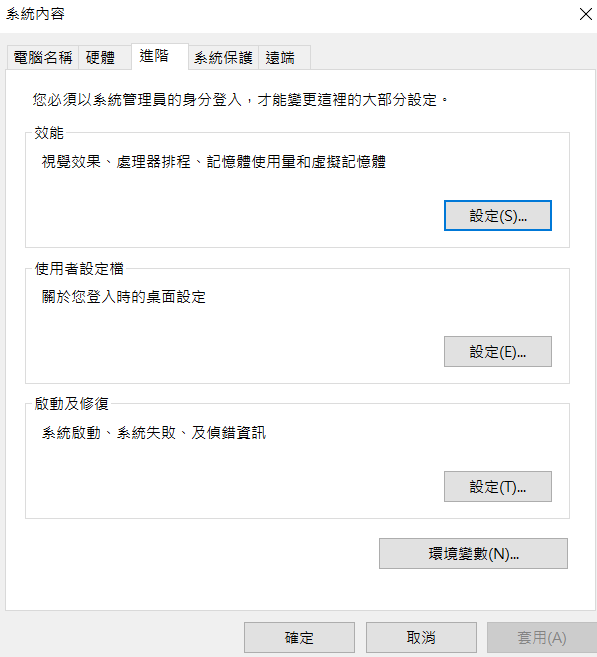 系統內容
電腦名稱 硬體 進階 系統保護 遠端
您必須以系統管理員的身分登入，才能變更這裡的大部分設定。
效能
視覺效果、處理器排程、記憶體使用量和虛擬記憶體
設定(S)...
使用者設定檔
關於您登入時的桌面設定
設定(E)...
啟動及修復
系統啟動、系統失敗、及偵錯資訊
設定(T)...
環境變數(N)...
確定 取消 套用(A)